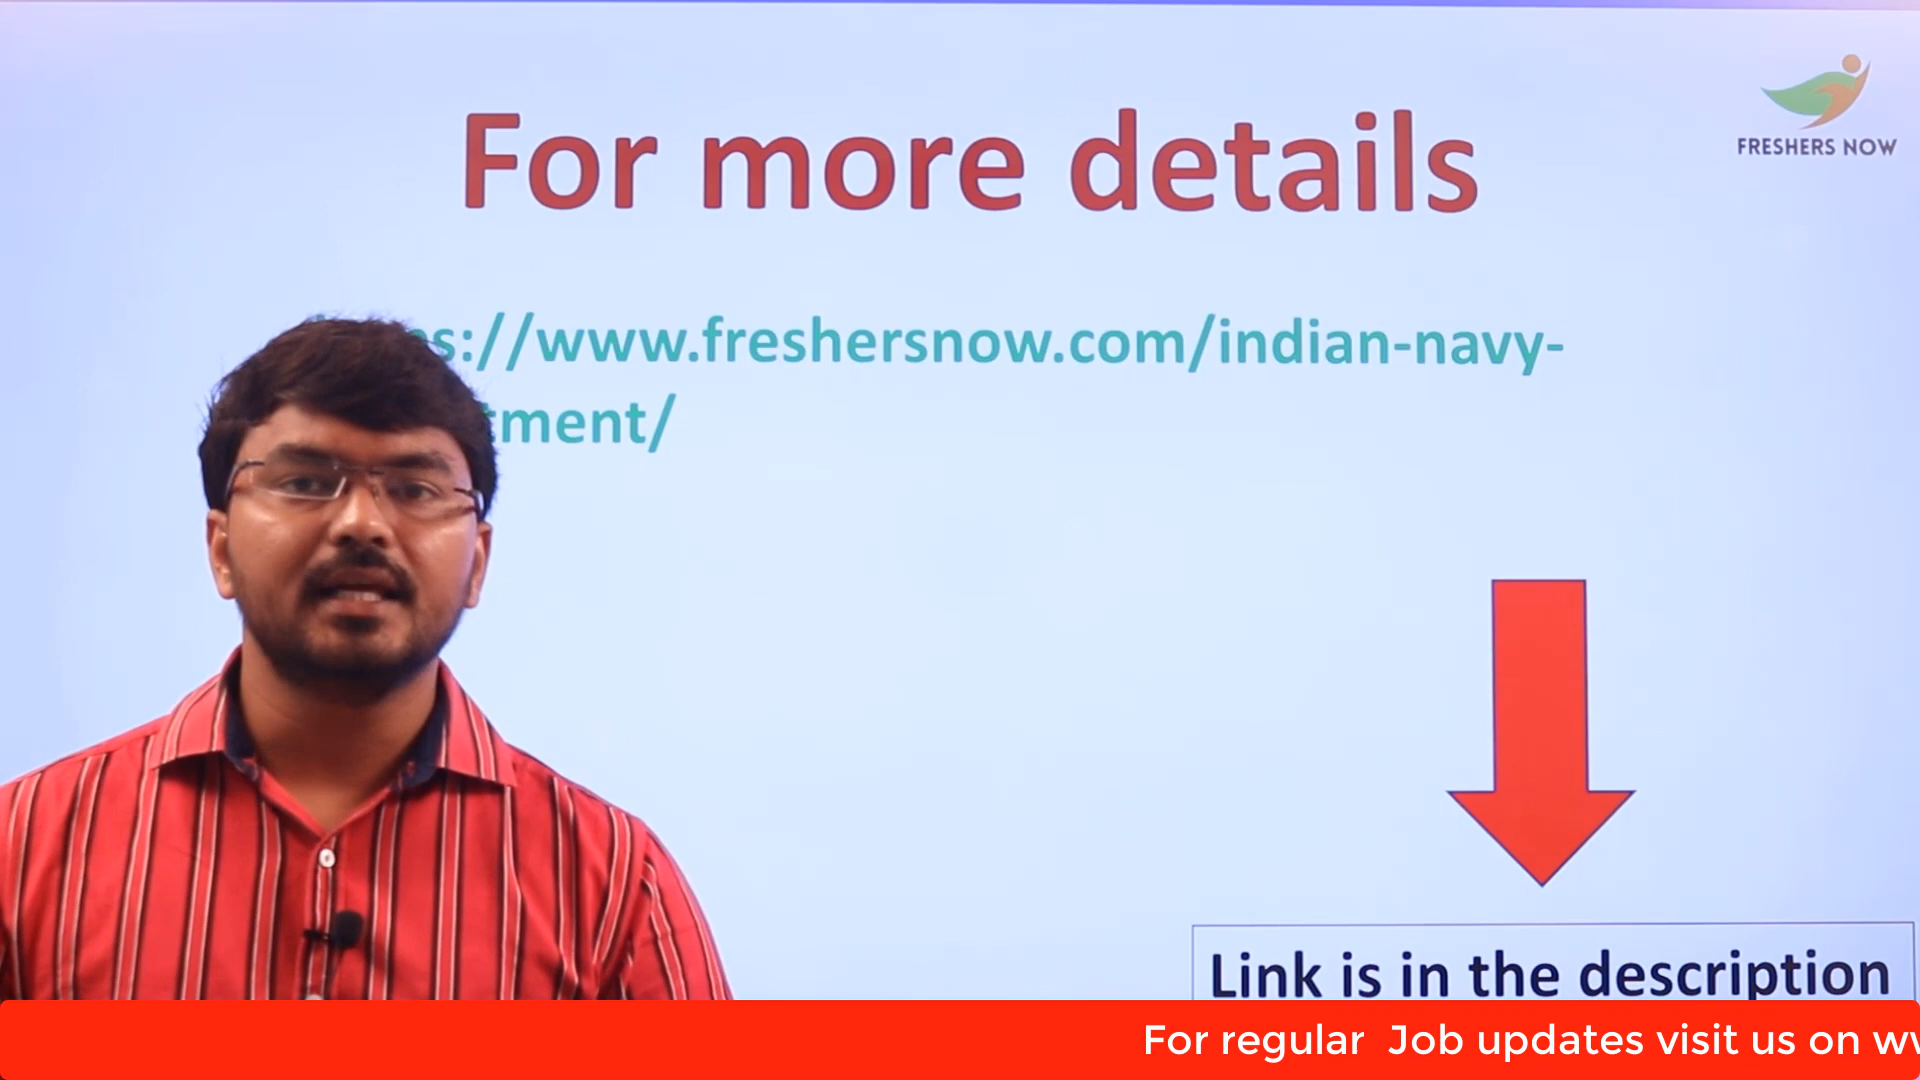 For more details
FRESHERS NOW
s://www.freshersnow.com/indian-navy-
tment/
Link is in the description
For regular Job updates visit us on